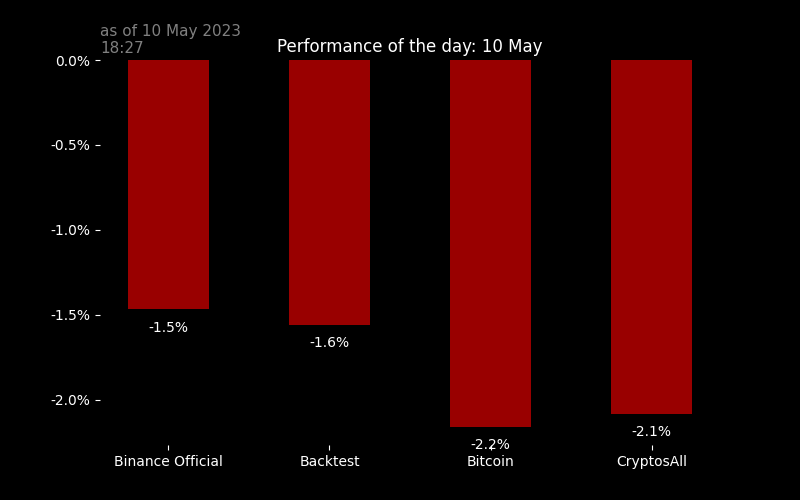 as of 10 May 2023
18:27
Performance of the day: 10 May
0.0%
-0.5%
-1.0%
-1.5%
-2.0%
-1.5%
-1.6%
-2.2%
-2.1%
Binance Official
Backtest
Bitcoin
CryptosAll